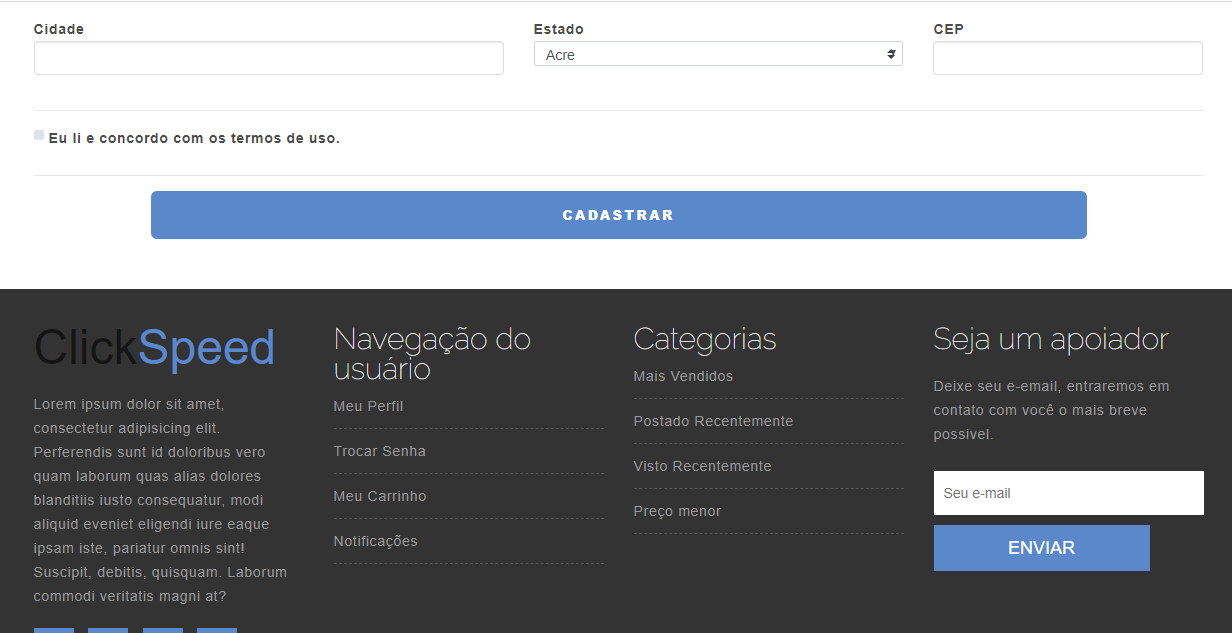 Cidade
Estado
CEP
Acre
Eu li e concordo com os termos de uso.
CADASTRAR
ClickSpeed
Lorem ipsum dolor sit amet,
consectetur adipisicing elit.
Perferendis sunt id doloribus vero
quam laborum quas alias dolores
blanditiis iusto consequatur, modi
aliquid eveniet eligendi iure eaque
ipsam iste, pariatur omnis sint!
Suscipit, debitis, quisquam. Laborum
commodi veritatis magni at?
Navegação do
usuário
Meu Perfil
Trocar Senha
Meu Carrinho
Notificações
Categorias
Mais Vendidos
Postado Recentemente
Visto Recentemente
Preço menor
Seja um apoiador
Deixe seu e-email, entraremos em
contato com você o mais breve
possivel.
Seu e-mail
ENVIAR